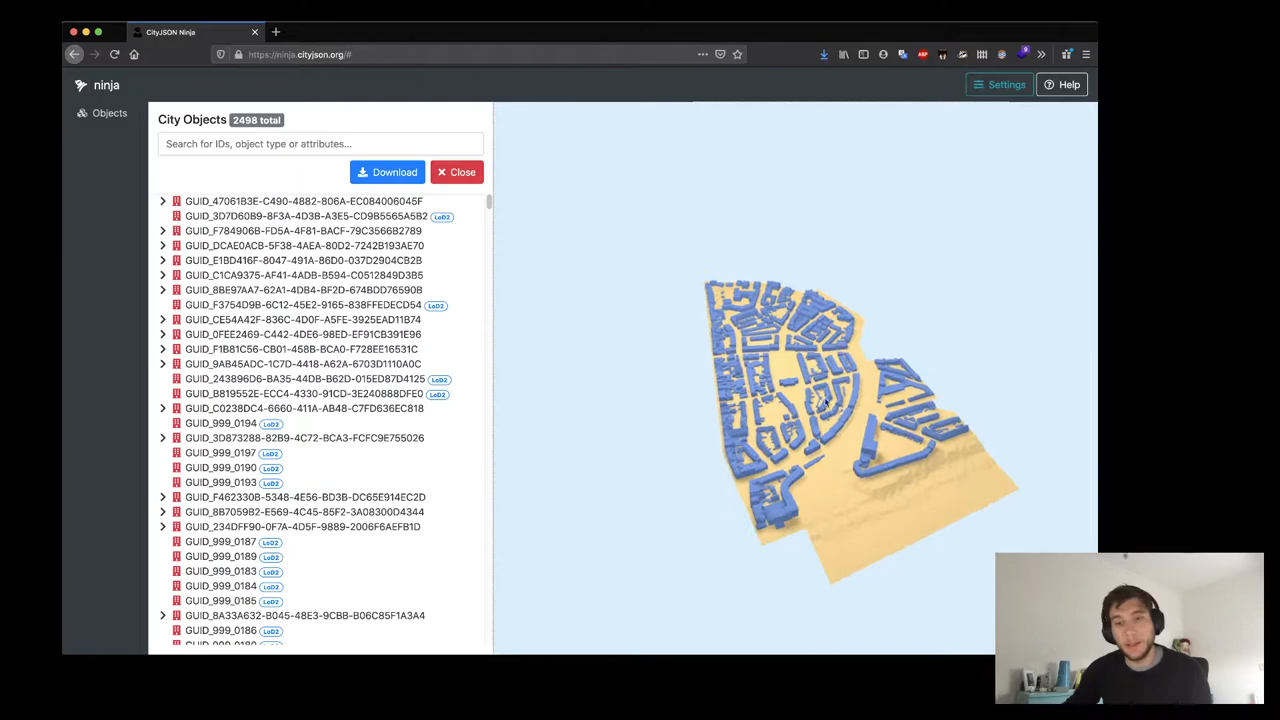 CityJSON Ninja
https://ninja.cityjson.org/#
ABP
9
ninja
Settings
Help
Objects
City Objects 2498 total
Search for IDs, object type or attributes...
Download
Close
GUID_47061B3E-C490-4882-806A-EC084006045F
GUID_3D7D60B9-8F3A-4D3B-A3E5-CD9B5565A5B2 LoD2
GUID_F784906B-FD5A-4F81-BACF-79C3566B2789
GUID_DCAE0ACB-5F38-4AEA-80D2-7242B193AE70
GUID_E1BD416F-8047-491A-86D0-037D2904CB2B
GUID_C1CA9375-AF41-4ADB-B594-C0512849D3B5
GUID_8BE97AA7-62A1-4DB4-BF2D-674BDD76590B
GUID_F3754D9B-6C12-45E2-9165-838FFEDECD54 LoD2
GUID_CE54A42F-836C-4D0F-A5FE-3925EAD11B74
GUID_0FEE2469-C442-4DE6-98ED-EF91CB391E96
GUID_F1B81C56-CB01-458B-BCA0-F728EE16531C
GUID_9AB45ADC-1C7D-4418-A62A-6703D1110A0C
GUID_243896D6-BA35-44DB-B62D-015ED87D4125 LoD2
GUID_B819552E-ECC4-4330-91CD-3E240888DFE0 LoD2
GUID_C0238DC4-6660-411A-AB48-C7FD636EC818
GUID_999_0194 LoD2
GUID_3D873288-82B9-4C72-BCA3-FCFC9E755026
GUID_999_0197 LoD2
GUID_999_0190 LoD2
GUID_999_0193 LoD2
GUID_F462330B-5348-4E56-BD3B-DC65E914EC2D
GUID_8B7059B2-E569-4C45-85F2-3A08300D4344
GUID_234DFF90-0F7A-4D5F-9889-2006F6AEFB1D
GUID_999_0187 LoD2
GUID_999_0189 LoD2
GUID_999_0183 LoD2
GUID_999_0184 LoD2
GUID_999_0185 LoD2
GUID_8A33A632-B045-48E3-9CBB-B06C85F1A3A4
GUID_999_0186 LoD2